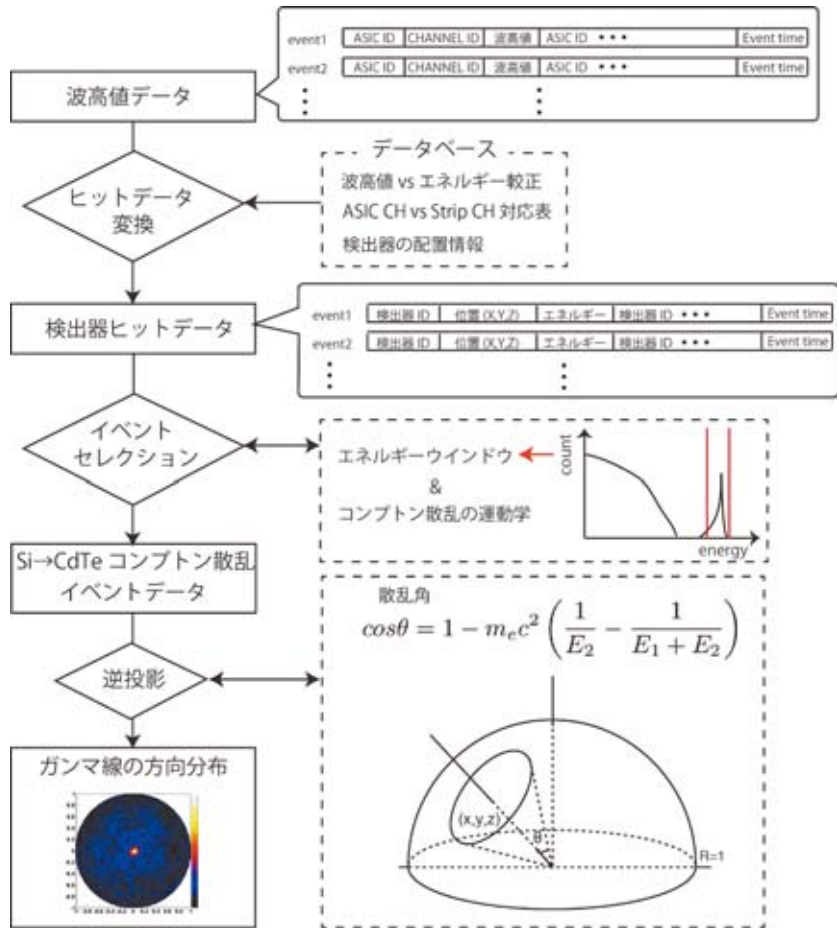 event1 ASIC ID CHANNEL ID 波高値 ASIC ID ••• Event time
event2 ASIC ID CHANNEL ID 波高値 ASIC ID ••• Event time
波高値データ
データベース
波高値 vs エネルギー較正
ASIC CH vs Strip CH 対応表
検出器の配置情報
ヒットデータ
変換
event1 検出器 ID 位置 (X,Y,Z) エネルギー 検出器 ID ••• Event time
event2 検出器 ID 位置 (X,Y,Z) エネルギー 検出器 ID ••• Event time
検出器ヒットデータ
イベント
セレクション
エネルギーウインドウ
&
コンプトン散乱の運動学
count
energy
Si→CdTe コンプトン散乱
イベントデータ
散乱角
cosθ = 1 − m_e c^2 ( 1/E_2 − 1/(E_1 + E_2) )
逆投影
(x,y,z)
θ
R=1
ガンマ線の方向分布